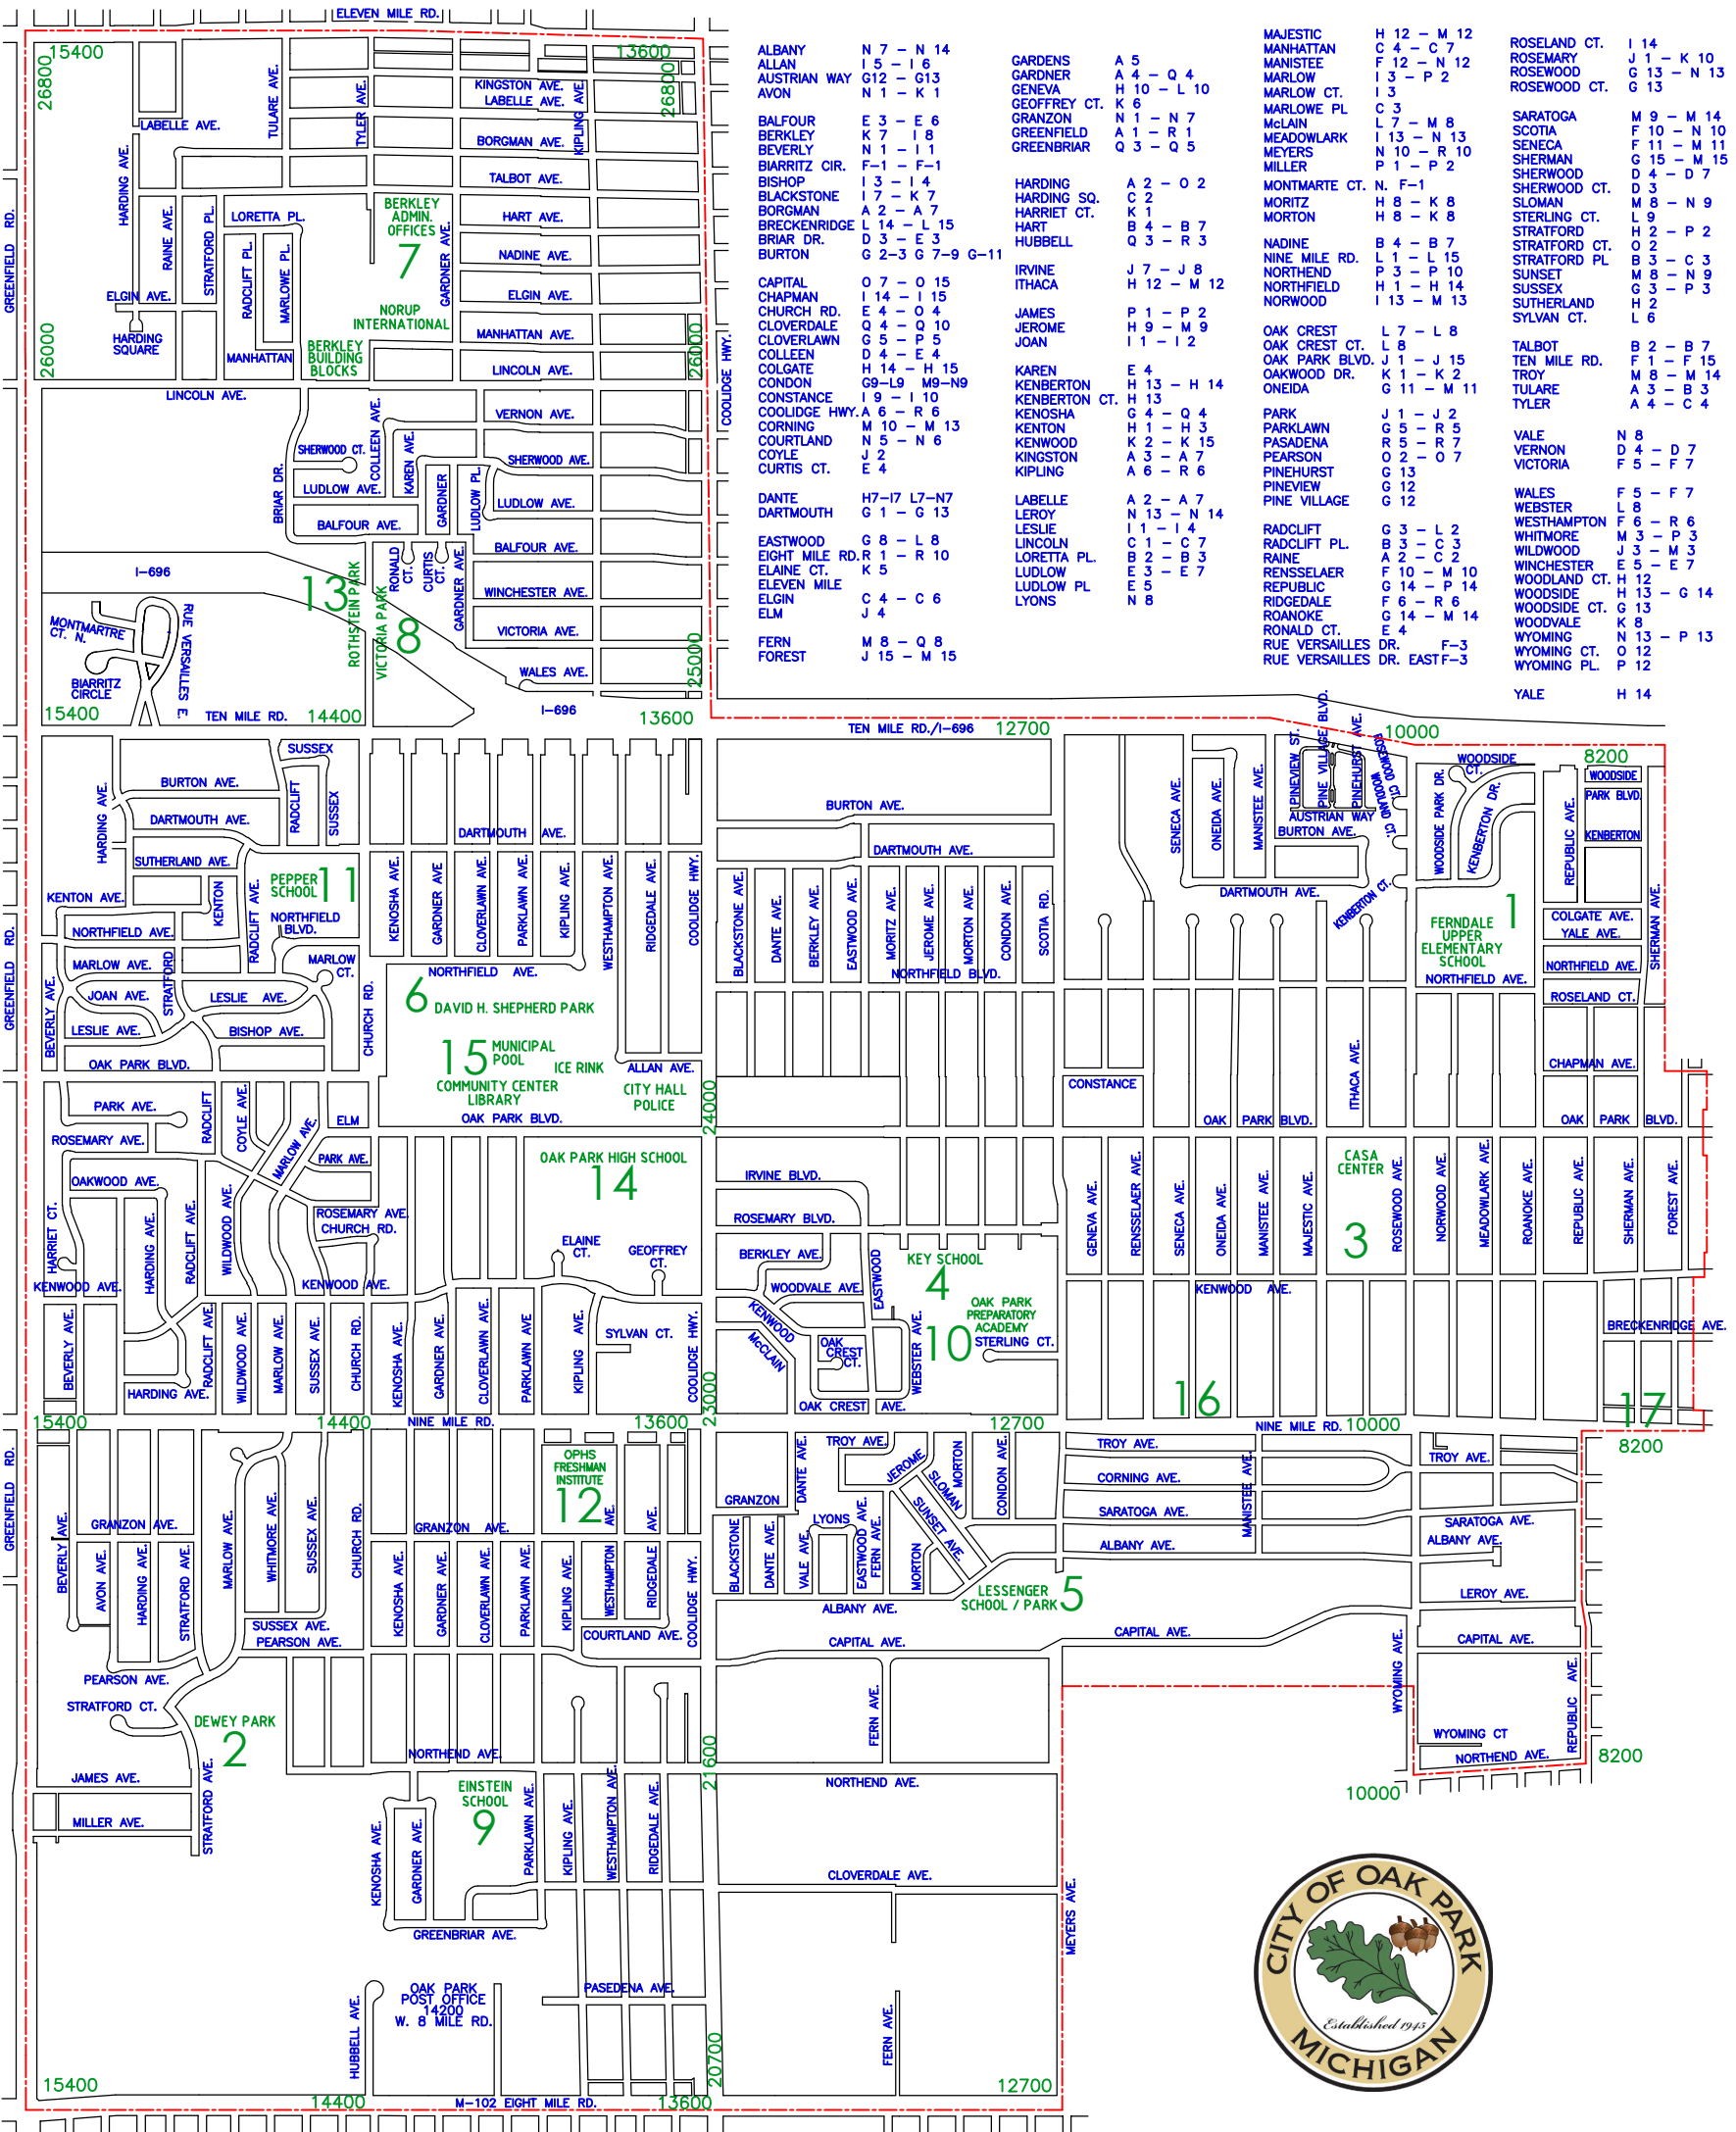 ELEVEN MILE RD.
15400
13600
26800
26800
GREENFIELD RD.
HARDING AVE.
LABELLE AVE.
TULARE AVE.
TYLER AVE.
KINGSTON AVE.
LABELLE AVE.
KIPLING AVE.
BORGMAN AVE.
TALBOT AVE.
BERKLEY
ADMIN.
OFFICES
7
RAINE AVE.
STRATFORD PL.
LORETTA PL.
RADCLIFT PL.
MARLOWE PL.
GARDNER AVE.
HART AVE.
NADINE AVE.
ELGIN AVE.
ELGIN AVE.
NORUP
INTERNATIONAL
HARDING
SQUARE
MANHATTAN
MANHATTAN AVE.
BERKLEY
BUILDING
BLOCKS
26000
26000
COOLIDGE HWY.
LINCOLN AVE.
LINCOLN AVE.
VERNON AVE.
COLLEEN AVE.
KAREN AVE.
SHERWOOD CT.
SHERWOOD AVE.
BRIAR DR.
LUDLOW AVE.
GARDNER
LUDLOW PL.
LUDLOW AVE.
BALFOUR AVE.
BALFOUR AVE.
I-696
13
ROTHSTEIN PARK
VICTORIA PARK
8
RONALD CT.
CURTIS CT.
GARDNER AVE.
WINCHESTER AVE.
VICTORIA AVE.
WALES AVE.
25000
MONTMARTRE
CT. N.
RUE VERSAILLES E.
BIARRITZ
CIRCLE
15400
TEN MILE RD.
14400
I-696
13600
ALBANY N 7 - N 14
ALLAN I 5 - I 6
AUSTRIAN WAY G12 - G13
AVON N 1 - K 1
BALFOUR E 3 - E 6
BERKLEY K 7 I 8
BEVERLY N 1 - I 1
BIARRITZ CIR. F-1 - F-1
BISHOP I 3 - I 4
BLACKSTONE I 7 - K 7
BORGMAN A 2 - A 7
BRECKENRIDGE L 14 - L 15
BRIAR DR. D 3 - E 3
BURTON G 2-3 G 7-9 G-11
CAPITAL O 7 - O 15
CHAPMAN I 14 - I 15
CHURCH RD. E 4 - O 4
CLOVERDALE Q 4 - Q 10
CLOVERLAWN G 5 - P 5
COLLEEN D 4 - E 4
COLGATE H 14 - H 15
CONDON G9-L9 M9-N9
CONSTANCE I 9 - I 10
COOLIDGE HWY. A 6 - R 6
CORNING M 10 - M 13
COURTLAND N 5 - N 6
COYLE J 2
CURTIS CT. E 4
DANTE H7-I7 L7-N7
DARTMOUTH G 1 - G 13
EASTWOOD G 8 - L 8
EIGHT MILE RD. R 1 - R 10
ELAINE CT. K 5
ELEVEN MILE
ELGIN C 4 - C 6
ELM J 4
FERN M 8 - Q 8
FOREST J 15 - M 15
GARDENS A 5
GARDNER A 4 - Q 4
GENEVA H 10 - L 10
GEOFFREY CT. K 6
GRANZON N 1 - N 7
GREENFIELD A 1 - R 1
GREENBRIAR Q 3 - Q 5
HARDING A 2 - O 2
HARDING SQ. C 2
HARRIET CT. K 1
HART B 4 - B 7
HUBBELL Q 3 - R 3
IRVINE J 7 - J 8
ITHACA H 12 - M 12
JAMES P 1 - P 2
JEROME H 9 - M 9
JOAN I 1 - I 2
KAREN E 4
KENBERTON H 13 - H 14
KENBERTON CT. H 13
KENOSHA G 4 - Q 4
KENTON H 1 - H 3
KENWOOD K 2 - K 15
KINGSTON A 3 - A 7
KIPLING A 6 - R 6
LABELLE A 2 - A 7
LEROY N 13 - N 14
LESLIE I 1 - I 4
LINCOLN C 1 - C 7
LORETTA PL. B 2 - B 3
LUDLOW E 3 - E 7
LUDLOW PL E 5
LYONS N 8
MAJESTIC H 12 - M 12
MANHATTAN C 4 - C 7
MANISTEE F 12 - N 12
MARLOW I 3 - P 2
MARLOW CT. I 3
MARLOWE PL C 3
McLAIN L 7 - M 8
MEADOWLARK I 13 - N 13
MEYERS N 10 - R 10
MILLER P 1 - P 2
MONTMARTE CT. N. F-1
MORITZ H 8 - K 8
MORTON H 8 - K 8
NADINE B 4 - B 7
NINE MILE RD. L 1 - L 15
NORTHEND P 3 - P 10
NORTHFIELD H 1 - H 14
NORWOOD I 13 - M 13
OAK CREST L 7 - L 8
OAK CREST CT. L 8
OAK PARK BLVD. J 1 - J 15
OAKWOOD DR. K 1 - K 2
ONEIDA G 11 - M 11
PARK J 1 - J 2
PARKLAWN G 5 - R 5
PASADENA R 5 - R 7
PEARSON O 2 - O 7
PINEHURST G 13
PINEVIEW G 12
PINE VILLAGE G 12
RADCLIFT G 3 - L 2
RADCLIFT PL. B 3 - C 3
RAINE A 2 - C 2
RENSSELAER F 10 - M 10
REPUBLIC G 14 - P 14
RIDGEDALE F 6 - R 6
ROANOKE G 14 - M 14
RONALD CT. E 4
RUE VERSAILLES DR. F-3
RUE VERSAILLES DR. EAST F-3
ROSELAND CT. I 14
ROSEMARY J 1 - K 10
ROSEWOOD G 13 - N 13
ROSEWOOD CT. G 13
SARATOGA M 9 - M 14
SCOTIA F 10 - N 10
SENECA F 11 - M 11
SHERMAN G 15 - M 15
SHERWOOD D 4 - D 7
SHERWOOD CT. D 3
SLOMAN M 8 - N 9
STERLING CT. L 9
STRATFORD H 2 - P 2
STRATFORD CT. O 2
STRATFORD PL B 3 - C 3
SUNSET M 8 - N 9
SUSSEX G 3 - P 3
SUTHERLAND H 2
SYLVAN CT. L 6
TALBOT B 2 - B 7
TEN MILE RD. F 1 - F 15
TROY M 8 - M 14
TULARE A 3 - B 3
TYLER A 4 - C 4
VALE N 8
VERNON D 4 - D 7
VICTORIA F 5 - F 7
WALES F 5 - F 7
WEBSTER L 8
WESTHAMPTON F 6 - R 6
WHITMORE M 3 - P 3
WILDWOOD J 3 - M 3
WINCHESTER E 5 - E 7
WOODLAND CT. H 12
WOODSIDE H 13 - G 14
WOODSIDE CT. G 13
WOODVALE K 8
WYOMING N 13 - P 13
WYOMING CT. O 12
WYOMING PL. P 12
YALE H 14
TEN MILE RD./I-696
12700
10000
8200
SUSSEX
BURTON AVE.
RADCLIFT
SUSSEX
HARDING AVE.
DARTMOUTH AVE.
SUTHERLAND AVE.
PEPPER
SCHOOL
11
KENTON AVE.
KENTON
RADCLIFT AVE.
NORTHFIELD
BLVD.
NORTHFIELD AVE.
MARLOW AVE.
MARLOW
CT.
STRATFORD
JOAN AVE.
LESLIE AVE.
LESLIE AVE.
BISHOP AVE.
BEVERLY AVE.
OAK PARK BLVD.
CHURCH RD.
GREENFIELD RD.
DARTMOUTH AVE.
KENOSHA AVE.
GARDNER AVE
CLOVERLAWN AVE.
PARKLAWN AVE.
KIPLING AVE.
WESTHAMPTON AVE.
RIDGEDALE AVE.
COOLIDGE HWY.
NORTHFIELD AVE.
6
DAVID H. SHEPHERD PARK
15
MUNICIPAL
POOL
ICE RINK
ALLAN AVE.
COMMUNITY CENTER
LIBRARY
CITY HALL
POLICE
24000
OAK PARK BLVD.
BURTON AVE.
DARTMOUTH AVE.
BLACKSTONE AVE.
DANTE AVE.
BERKLEY AVE.
EASTWOOD AVE.
MORITZ AVE.
JEROME AVE.
MORTON AVE.
CONDON AVE.
SCOTIA RD.
NORTHFIELD BLVD.
SENECA AVE.
ONEIDA AVE.
MANISTEE AVE.
PINEVIEW ST.
PINE VILLAGE BLVD.
PINEHURST AVE.
ROSEWOOD CT.
WOODLAND CT.
AUSTRIAN WAY
BURTON AVE.
DARTMOUTH AVE.
KENBERTON CT.
WOODSIDE
CT.
WOODSIDE PARK DR.
KENBERTON DR.
REPUBLIC AVE.
WOODSIDE
PARK BLVD.
KENBERTON
SHERMAN AVE.
FERNDALE
UPPER
ELEMENTARY
SCHOOL
1
COLGATE AVE.
YALE AVE.
NORTHFIELD AVE.
NORTHFIELD AVE.
ROSELAND CT.
ITHACA AVE.
CHAPMAN AVE.
CONSTANCE
OAK PARK BLVD.
OAK PARK BLVD.
PARK AVE.
RADCLIFT
COYLE AVE.
MARLOW AVE.
ELM
ROSEMARY AVE.
PARK AVE.
OAKWOOD AVE.
HARRIET CT.
HARDING AVE.
RADCLIFT AVE.
WILDWOOD AVE.
ROSEMARY AVE.
CHURCH RD.
KENWOOD AVE.
KENWOOD AVE.
OAK PARK HIGH SCHOOL
14
ELAINE
CT.
GEOFFREY
CT.
IRVINE BLVD.
ROSEMARY BLVD.
BERKLEY AVE.
WOODVALE AVE.
EASTWOOD
KEY SCHOOL
4
OAK PARK
PREPARATORY
ACADEMY
10
STERLING CT.
KENWOOD
McCLAIN
OAK
CREST
CT.
WEBSTER AVE.
OAK CREST AVE.
GENEVA AVE.
RENSSELAER AVE.
SENECA AVE.
ONEIDA AVE.
MANISTEE AVE.
MAJESTIC AVE.
CASA
CENTER
3
ROSEWOOD AVE.
NORWOOD AVE.
MEADOWLARK AVE.
ROANOKE AVE.
REPUBLIC AVE.
SHERMAN AVE.
FOREST AVE.
KENWOOD AVE.
BRECKENRIDGE AVE.
BEVERLY AVE.
HARDING AVE.
RADCLIFT AVE.
WILDWOOD AVE.
MARLOW AVE.
SUSSEX AVE.
CHURCH RD.
KENOSHA AVE.
GARDNER AVE.
CLOVERLAWN AVE.
PARKLAWN AVE
KIPLING AVE.
SYLVAN CT.
COOLIDGE HWY.
23000
16
17
15400
14400
NINE MILE RD.
13600
12700
NINE MILE RD.
10000
8200
GREENFIELD RD.
BEVERLY AVE.
GRANZON AVE.
AVON AVE.
HARDING AVE.
STRATFORD AVE.
MARLOW AVE.
WHITMORE AVE.
SUSSEX AVE.
CHURCH RD.
SUSSEX AVE.
PEARSON AVE.
PEARSON AVE.
STRATFORD CT.
OPHS
FRESHMAN
INSTITUTE
12
GRANZON AVE.
AVE.
AVE.
KENOSHA AVE.
GARDNER AVE.
CLOVERLAWN AVE.
PARKLAWN AVE.
KIPLING AVE.
WESTHAMPTON
RIDGEDALE
COOLIDGE HWY.
COURTLAND AVE.
TROY AVE.
DANTE AVE.
JEROME
SLOMAN
MORTON
CONDON AVE.
GRANZON
LYONS
SUNSET AVE.
BLACKSTONE
DANTE AVE.
VALE AVE.
EASTWOOD AVE.
FERN AVE.
MORTON
ALBANY AVE.
LESSENGER
SCHOOL / PARK
5
TROY AVE.
CORNING AVE.
SARATOGA AVE.
ALBANY AVE.
MANISTEE AVE.
TROY AVE.
SARATOGA AVE.
ALBANY AVE.
LEROY AVE.
CAPITAL AVE.
CAPITAL AVE.
CAPITAL AVE.
WYOMING AVE.
REPUBLIC AVE.
WYOMING CT
NORTHEND AVE.
8200
10000
DEWEY PARK
2
JAMES AVE.
MILLER AVE.
STRATFORD AVE.
NORTHEND AVE.
EINSTEIN
SCHOOL
9
KENOSHA AVE.
GARDNER AVE.
PARKLAWN AVE.
KIPLING AVE.
WESTHAMPTON AVE.
RIDGEDALE AVE.
21600
FERN AVE.
NORTHEND AVE.
CLOVERDALE AVE.
GREENBRIAR AVE.
MEYERS AVE.
HUBBELL AVE.
OAK PARK
POST OFFICE
14200
W. 8 MILE RD.
PASEDENA AVE.
20700
FERN AVE.
15400
14400
M-102 EIGHT MILE RD.
13600
12700
CITY OF OAK PARK
Established 1945
MICHIGAN